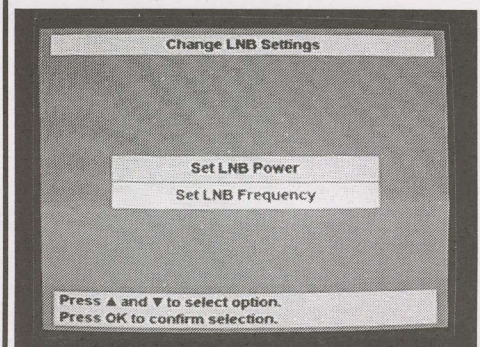 Change LNB Settings
Set LNB Power
Set LNB Frequency
Press ▲ and ▼ to select option.
Press OK to confirm selection.